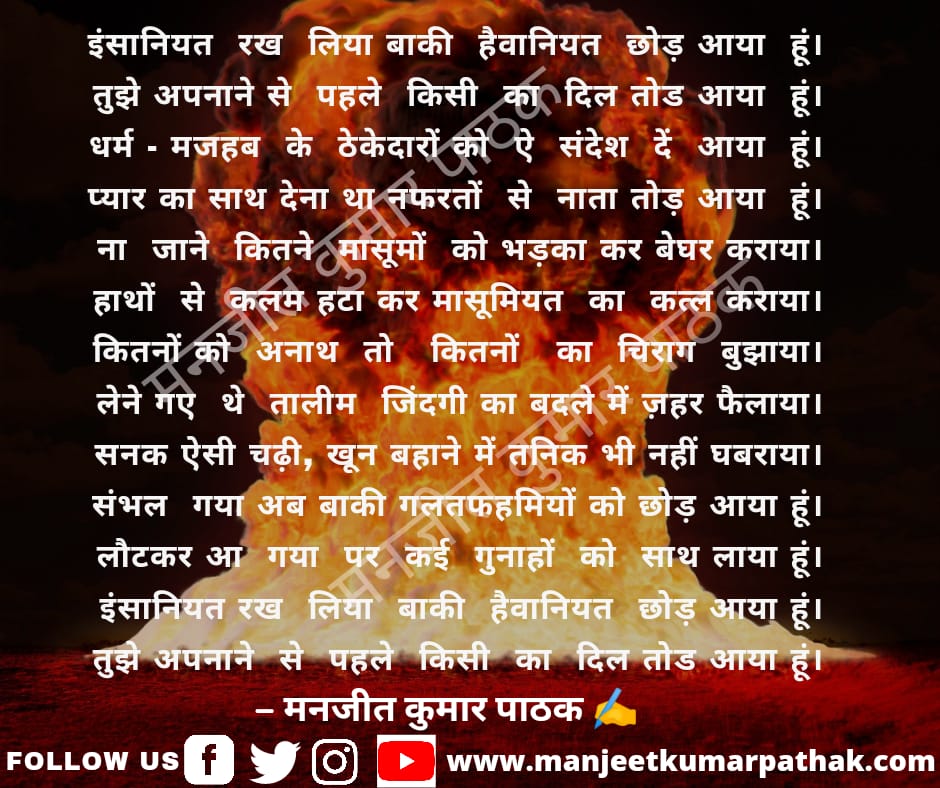 इंसानियत रख लिया बाकी हैवानियत छोड़ आया हूं।
तुझे अपनाने से पहले किसी का दिल तोड आया हूं।
धर्म - मजहब के ठेकेदारों को ऐ संदेश दें आया हूं।
प्यार का साथ देना था नफरतों से नाता तोड़ आया हूं।
ना जाने कितने मासूमों को भड़का कर बेघर कराया।
हाथों से कलम हटा कर मासूमियत का कत्ल कराया।
कितनों को अनाथ तो कितनों का चिराग बुझाया।
लेने गए थे तालीम जिंदगी का बदले में ज़हर फैलाया।
सनक ऐसी चढ़ी, खून बहाने में तनिक भी नहीं घबराया।
संभल गया अब बाकी गलतफहमियों को छोड़ आया हूं।
लौटकर आ गया पर कई गुनाहों को साथ लाया हूं।
इंसानियत रख लिया बाकी हैवानियत छोड़ आया हूं।
तुझे अपनाने से पहले किसी का दिल तोड आया हूं।
– मनजीत कुमार पाठक ✍️
FOLLOW US www.manjeetkumarpathak.com
मनजीत कुमार पाठक
मनजीत कुमार पाठक